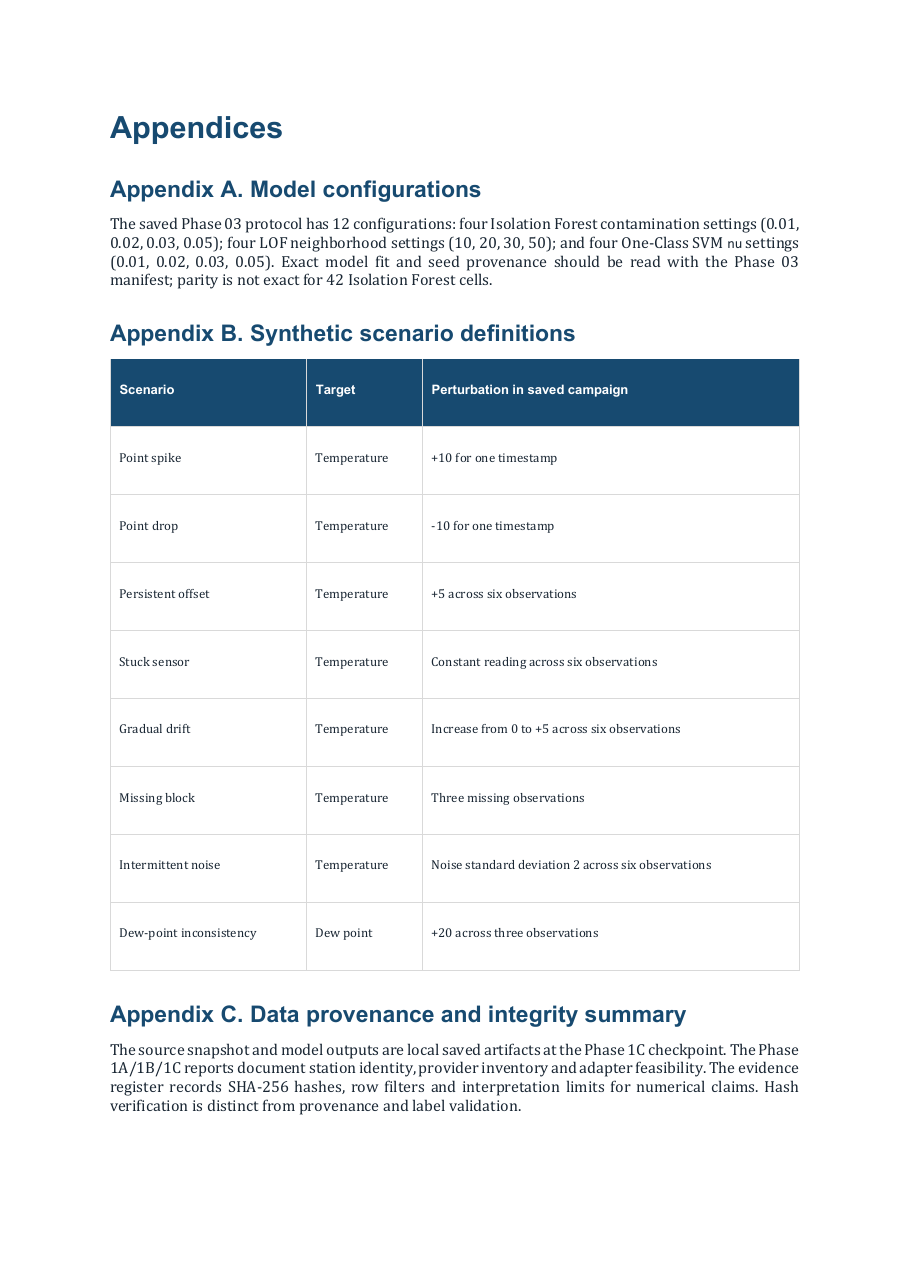 Appendices
Appendix A. Model configurations
The saved Phase 03 protocol has 12 configurations: four Isolation Forest contamination settings (0.01,
0.02, 0.03, 0.05); four LOF neighborhood settings (10, 20, 30, 50); and four One-Class SVM nu settings
(0.01, 0.02, 0.03, 0.05). Exact model fit and seed provenance should be read with the Phase 03
manifest; parity is not exact for 42 Isolation Forest cells.
Appendix B. Synthetic scenario definitions
Scenario Target Perturbation in saved campaign
Point spike Temperature +10 for one timestamp
Point drop Temperature -10 for one timestamp
Persistent offset Temperature +5 across six observations
Stuck sensor Temperature Constant reading across six observations
Gradual drift Temperature Increase from 0 to +5 across six observations
Missing block Temperature Three missing observations
Intermittent noise Temperature Noise standard deviation 2 across six observations
Dew-point inconsistency Dew point +20 across three observations
Appendix C. Data provenance and integrity summary
The source snapshot and model outputs are local saved artifacts at the Phase 1C checkpoint. The Phase
1A/1B/1C reports document station identity, provider inventory and adapter feasibility. The evidence
register records SHA-256 hashes, row filters and interpretation limits for numerical claims. Hash
verification is distinct from provenance and label validation.